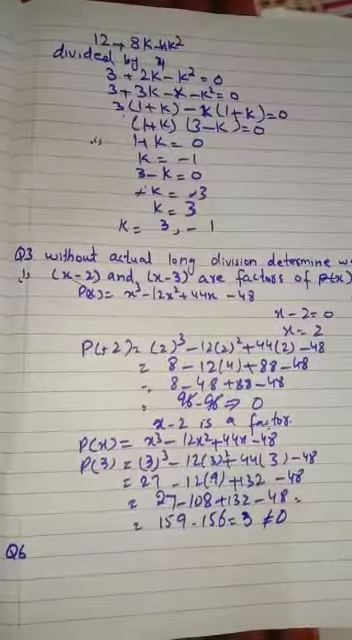 12 + 8K - 4K²
divided by 4
3 + 2K - K² = 0
3 + 3K - K - K² = 0
3(1+K) - K(1+K) = 0
(1+K) (3-K) = 0
1+K = 0
K = -1
3-K = 0
-K = -3
K = 3
K = 3, -1
Q3 without actual long division determine w
(x-2) and (x-3) are factors of P(x)
P(x) = x³ - 12x² + 44x - 48
x - 2 = 0
x = 2
P(+2) = (2)³ - 12(2)² + 44(2) - 48
= 8 - 12(4) + 88 - 48
= 8 - 48 + 88 - 48
= 96 - 96 ⇒ 0
x - 2 is a factor.
P(x) = x³ - 12x² + 44x - 48
P(3) = (3)³ - 12(3)² + 44(3) - 48
= 27 - 12(9) + 132 - 48
= 27 - 108 + 132 - 48 =
= 159 - 156 = 3 ≠ 0
Q6